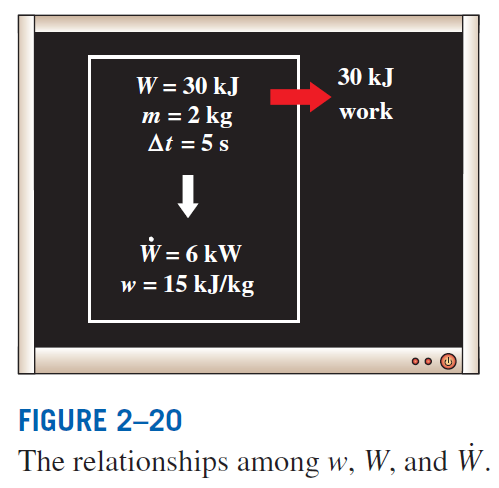 W = 30 kJ
m = 2 kg
Δt = 5 s
30 kJ
work
Ẇ = 6 kW
w = 15 kJ/kg
FIGURE 2–20
The relationships among w, W, and Ẇ.